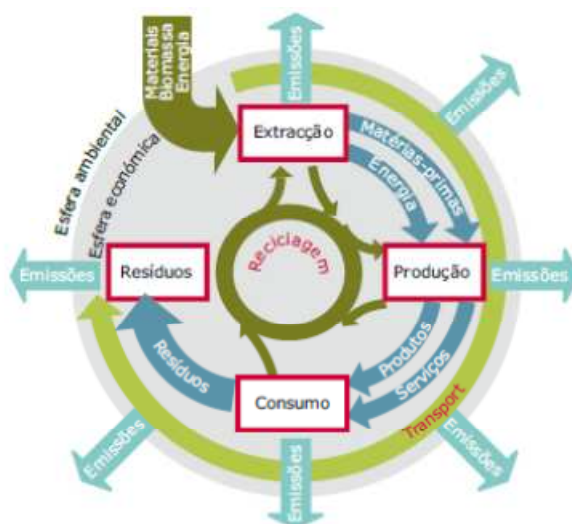 Materiais
Biomassa
Energia
Emissões
Emissões
Extracção
Matérias-primas
Energia
Esfera ambiental
Esfera económica
Reciclagem
Emissões
Resíduos
Produção
Emissões
Resíduos
Produtos
Serviços
Consumo
Transport
Emissões
Emissões
Emissões